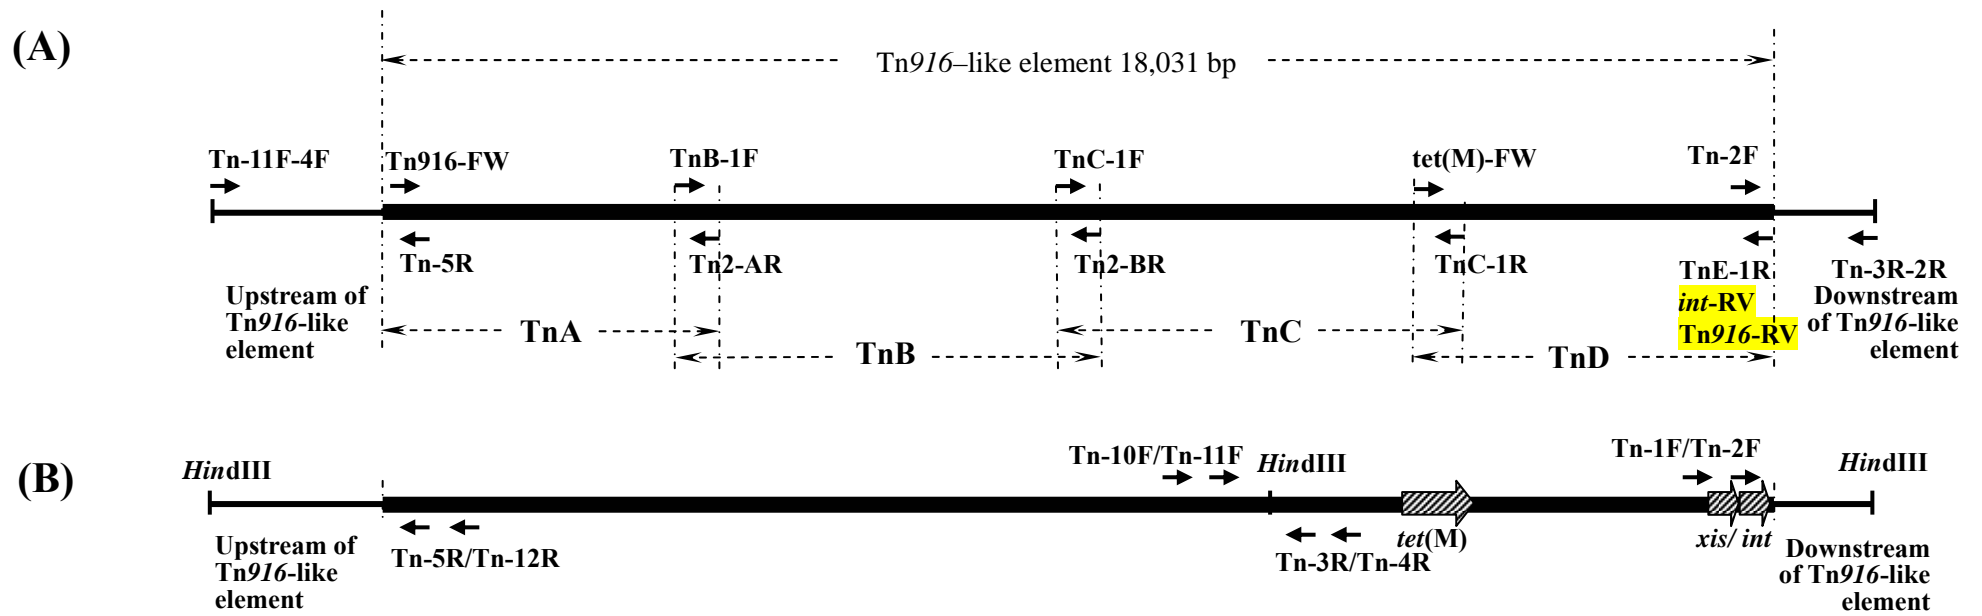 (A)
Tn916–like element 18,031 bp
Tn-11F-4F
Tn916-FW
TnB-1F
TnC-1F
tet(M)-FW
Tn-2F
Tn-5R
Tn2-AR
Tn2-BR
TnC-1R
TnE-1R
int-RV
Tn916-RV
Tn-3R-2R
Upstream of
Tn916-like
element
Downstream
of Tn916-like
element
TnA
TnB
TnC
TnD
(B)
HindIII
Tn-10F/Tn-11F
HindIII
Tn-1F/Tn-2F
HindIII
Upstream of
Tn916-like
element
Tn-5R/Tn-12R
Tn-3R/Tn-4R
tet(M)
xis/ int
Downstream
of Tn916-like
element